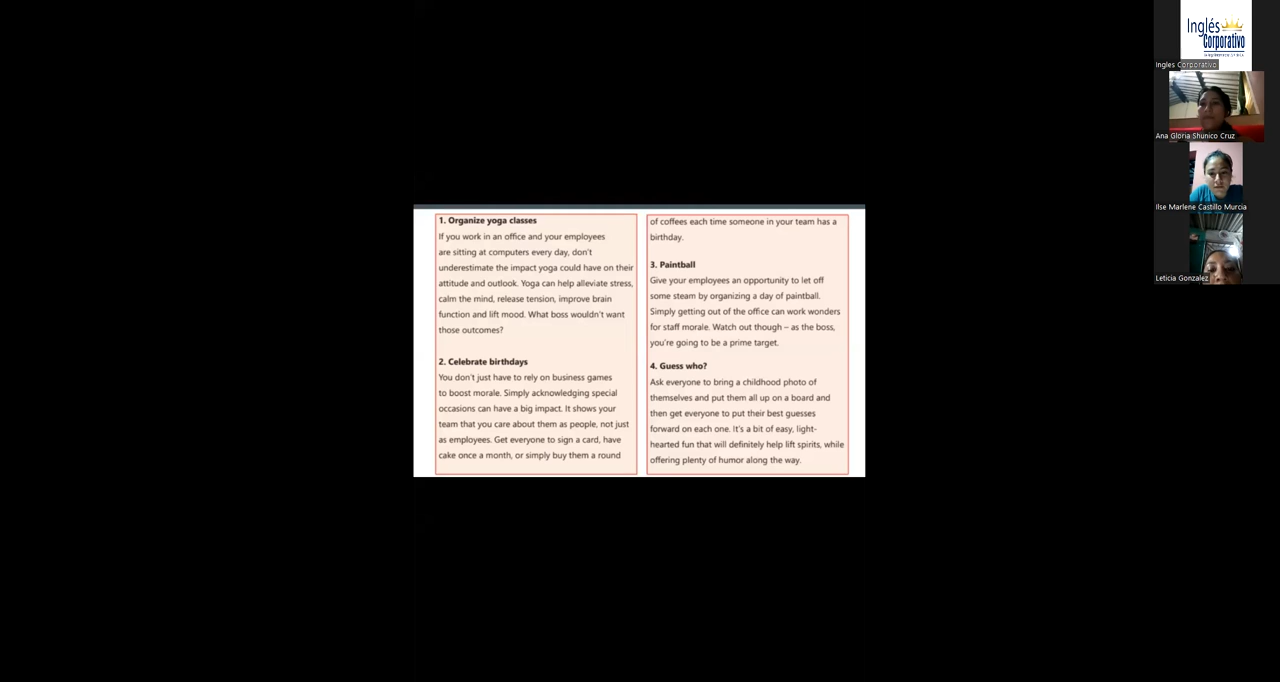 1. Organize yoga classes
If you work in an office and your employees
are sitting at computers every day, don't
underestimate the impact yoga could have on their
attitude and outlook. Yoga can help alleviate stress,
calm the mind, release tension, improve brain
function and lift mood. What boss wouldn't want
those outcomes?
2. Celebrate birthdays
You don't just have to rely on business games
to boost morale. Simply acknowledging special
occasions can have a big impact. It shows your
team that you care about them as people, not just
as employees. Get everyone to sign a card, have
cake once a month, or simply buy them a round
of coffees each time someone in your team has a
birthday.
3. Paintball
Give your employees an opportunity to let off
some steam by organizing a day of paintball.
Simply getting out of the office can work wonders
for staff morale. Watch out though – as the boss,
you're going to be a prime target.
4. Guess who?
Ask everyone to bring a childhood photo of
themselves and put them all up on a board and
then get everyone to put their best guesses
forward on each one. It's a bit of easy, light-
hearted fun that will definitely help lift spirits, while
offering plenty of humor along the way.
Inglés
Corporativo
Ingles Corporativo
Ana Gloria Shunico Cruz
Ilse Marlene Castillo Murcia
Leticia Gonzalez